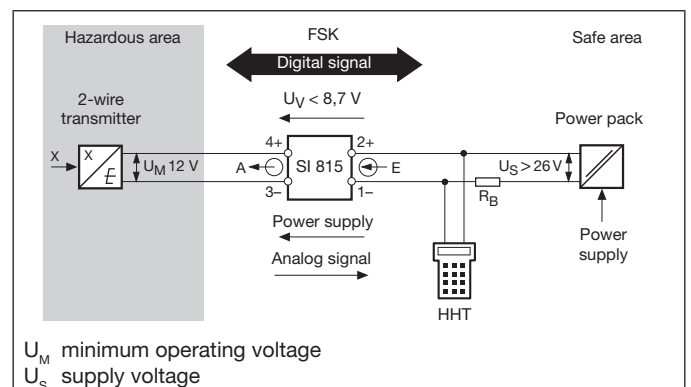 Hazardous area
FSK
Safe area
Digital signal
2-wire
transmitter
U_V < 8,7 V
Power pack
4+
2+
X
X
E
U_M 12 V
A
SI 815
E
U_S > 26 V
3–
1–
R_B
Power supply
Analog signal
Power
supply
HHT
U_M minimum operating voltage
U_S supply voltage